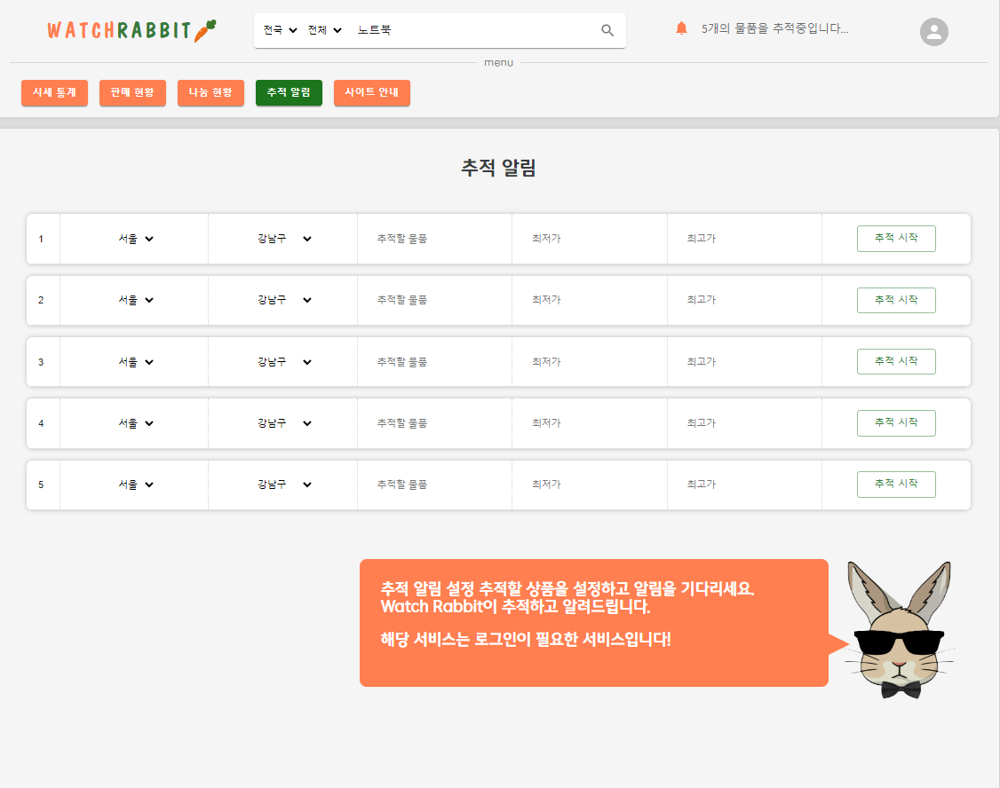 WATCHRABBIT
전국 전체 노트북
5개의 물품을 추적중입니다...
menu
시세 통계 판매 현황 나눔 현황 추적 알림 사이트 안내
추적 알림
1 서울 강남구 추적할 물품 최저가 최고가 추적 시작
2 서울 강남구 추적할 물품 최저가 최고가 추적 시작
3 서울 강남구 추적할 물품 최저가 최고가 추적 시작
4 서울 강남구 추적할 물품 최저가 최고가 추적 시작
5 서울 강남구 추적할 물품 최저가 최고가 추적 시작
추적 알림 설정 추적할 상품을 설정하고 알림을 기다리세요.
Watch Rabbit이 추적하고 알려드립니다.
해당 서비스는 로그인이 필요한 서비스입니다!